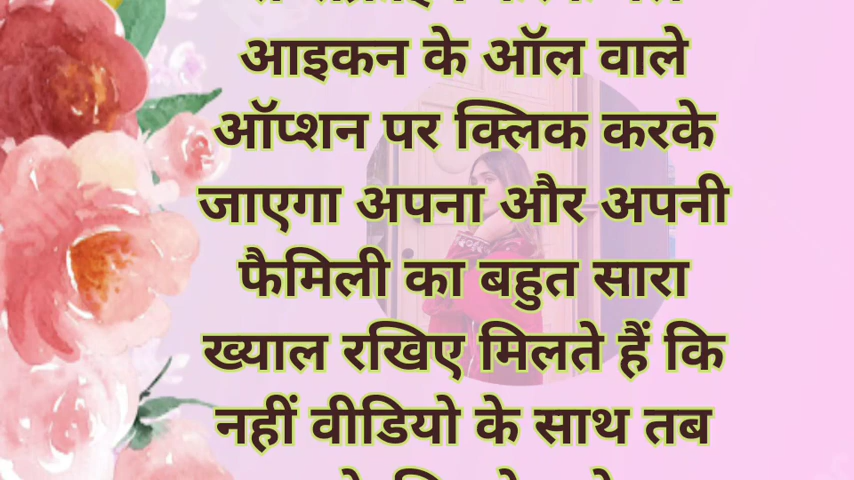 आइकन के ऑल वाले
ऑप्शन पर क्लिक करके
जाएगा अपना और अपनी
फैमिली का बहुत सारा
ख्याल रखिए मिलते हैं कि
नहीं वीडियो के साथ तब